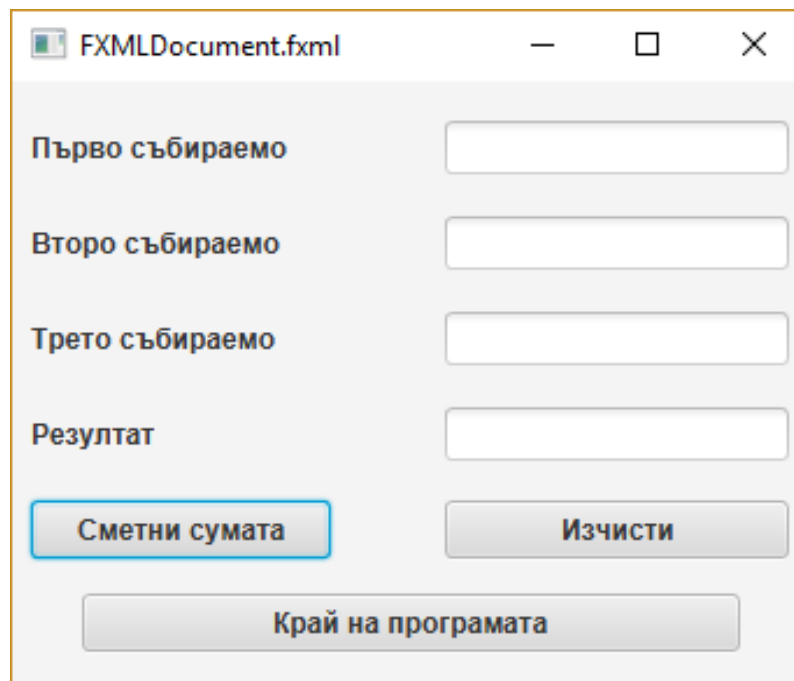 FXMLDocument.fxml
Първо събираемо
Второ събираемо
Трето събираемо
Резултат
Сметни сумата Изчисти
Край на програмата